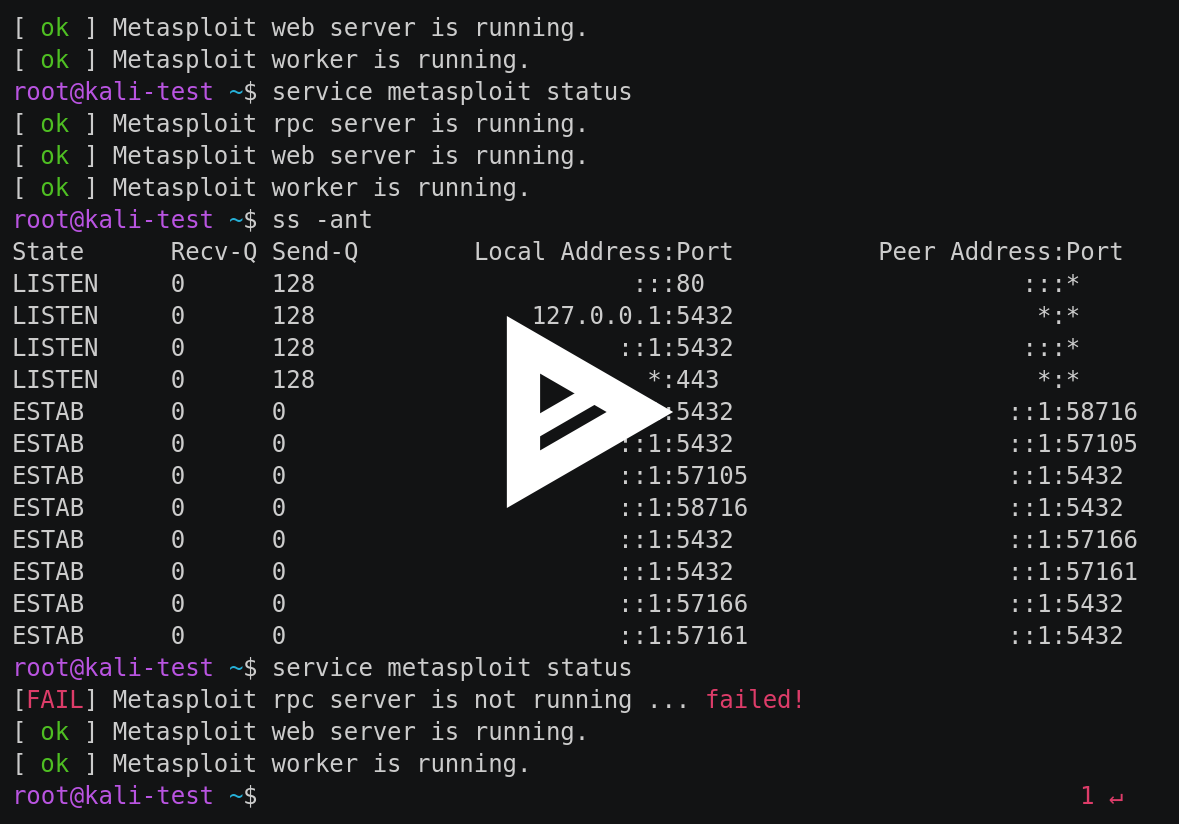 [ ok ] Metasploit web server is running.
[ ok ] Metasploit worker is running.
root@kali-test ~$ service metasploit status
[ ok ] Metasploit rpc server is running.
[ ok ] Metasploit web server is running.
[ ok ] Metasploit worker is running.
root@kali-test ~$ ss -ant
State      Recv-Q Send-Q        Local Address:Port          Peer Address:Port
LISTEN     0      128                      :::80                      :::*
LISTEN     0      128               127.0.0.1:5432                     *:*
LISTEN     0      128                     ::1:5432                    :::*
LISTEN     0      128                       *:443                      *:*
ESTAB      0      0                          :5432                   ::1:58716
ESTAB      0      0                       ::1:5432                   ::1:57105
ESTAB      0      0                       ::1:57105                  ::1:5432
ESTAB      0      0                       ::1:58716                  ::1:5432
ESTAB      0      0                       ::1:5432                   ::1:57166
ESTAB      0      0                       ::1:5432                   ::1:57161
ESTAB      0      0                       ::1:57166                  ::1:5432
ESTAB      0      0                       ::1:57161                  ::1:5432
root@kali-test ~$ service metasploit status
[FAIL] Metasploit rpc server is not running ... failed!
[ ok ] Metasploit web server is running.
[ ok ] Metasploit worker is running.
root@kali-test ~$                                                         1 ↵